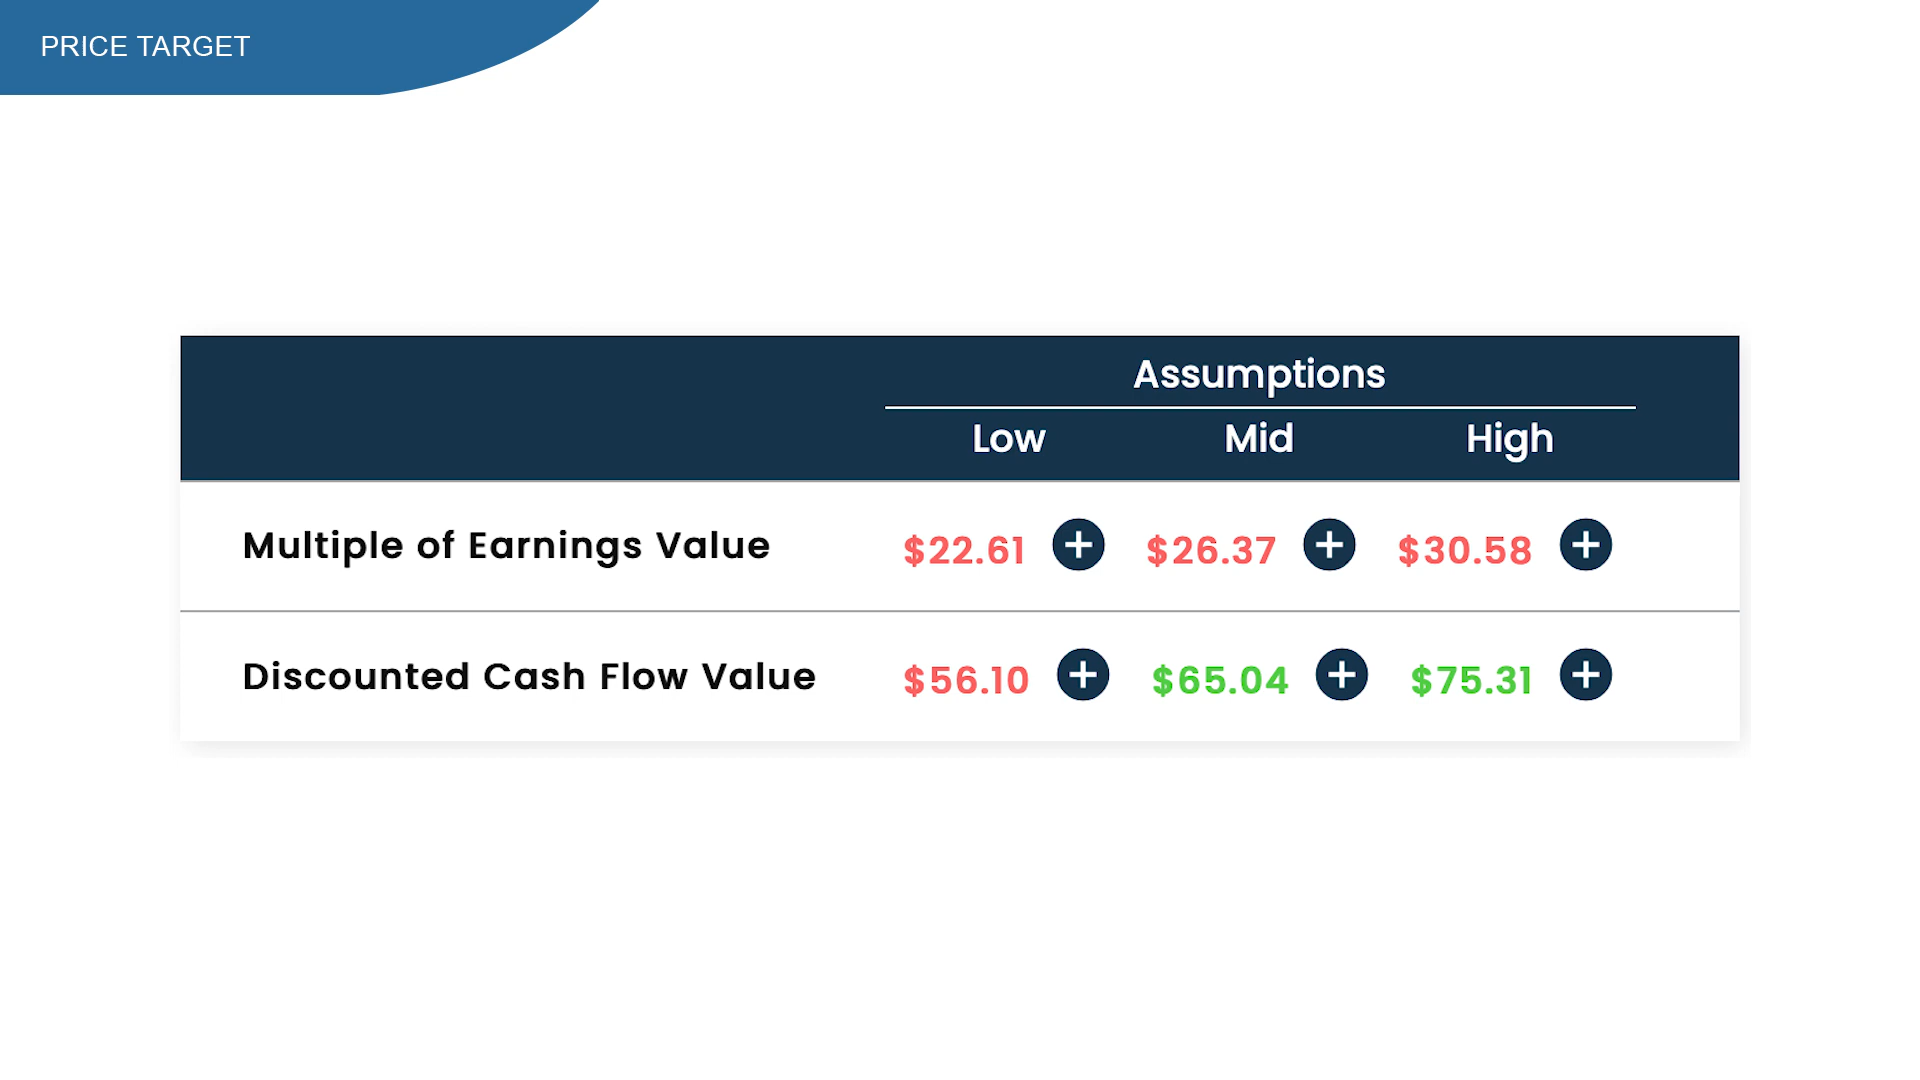 PRICE TARGET
Assumptions
Low Mid High
Multiple of Earnings Value $22.61 + $26.37 + $30.58 +
Discounted Cash Flow Value $56.10 + $65.04 + $75.31 +